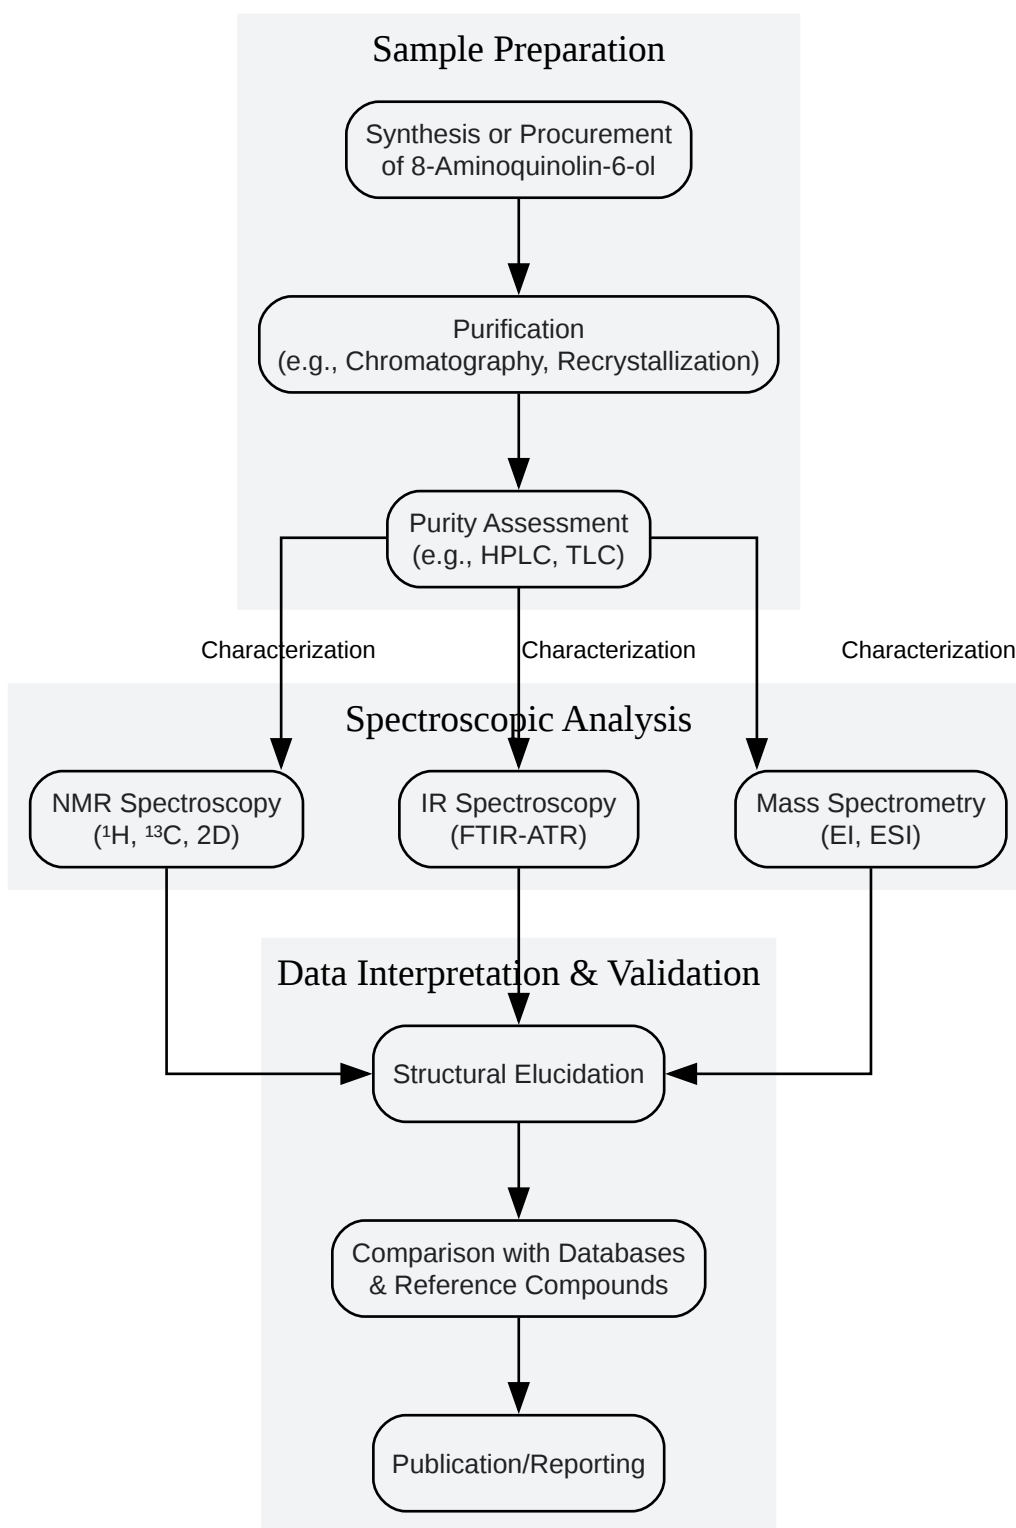 Sample Preparation
Synthesis or Procurement
of 8-Aminoquinolin-6-ol
Purification
(e.g., Chromatography, Recrystallization)
Purity Assessment
(e.g., HPLC, TLC)
Characterization
Characterization
Characterization
Spectroscopic Analysis
NMR Spectroscopy
(¹H, ¹³C, 2D)
IR Spectroscopy
(FTIR-ATR)
Mass Spectrometry
(EI, ESI)
Data Interpretation & Validation
Structural Elucidation
Comparison with Databases
& Reference Compounds
Publication/Reporting